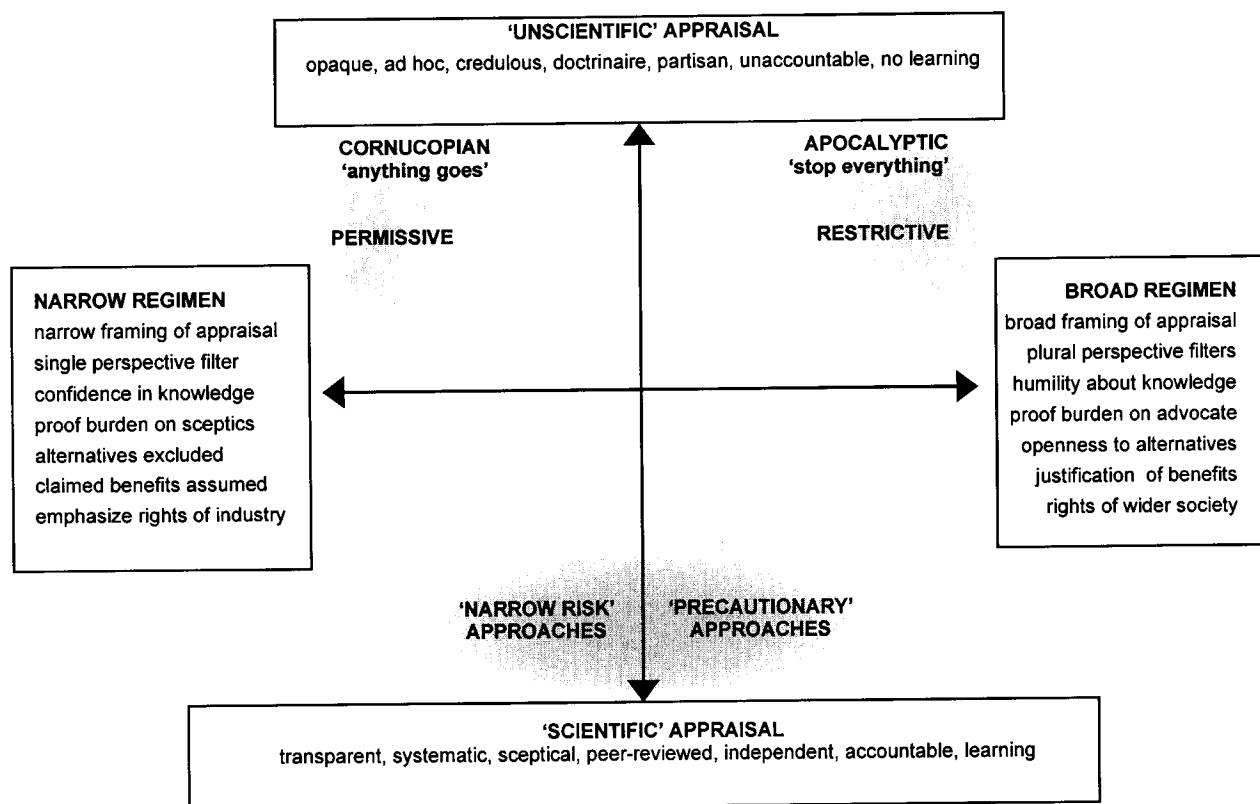 ‘UNSCIENTIFIC’ APPRAISAL
opaque, ad hoc, credulous, doctrinaire, partisan, unaccountable, no learning
CORNUCOPIAN
‘anything goes’
APOCALYPTIC
‘stop everything’
PERMISSIVE
RESTRICTIVE
NARROW REGIMEN
narrow framing of appraisal
single perspective filter
confidence in knowledge
proof burden on sceptics
alternatives excluded
claimed benefits assumed
emphasize rights of industry
BROAD REGIMEN
broad framing of appraisal
plural perspective filters
humility about knowledge
proof burden on advocate
openness to alternatives
justification of benefits
rights of wider society
‘NARROW RISK’
APPROACHES
‘PRECAUTIONARY’
APPROACHES
‘SCIENTIFIC’ APPRAISAL
transparent, systematic, sceptical, peer-reviewed, independent, accountable, learning